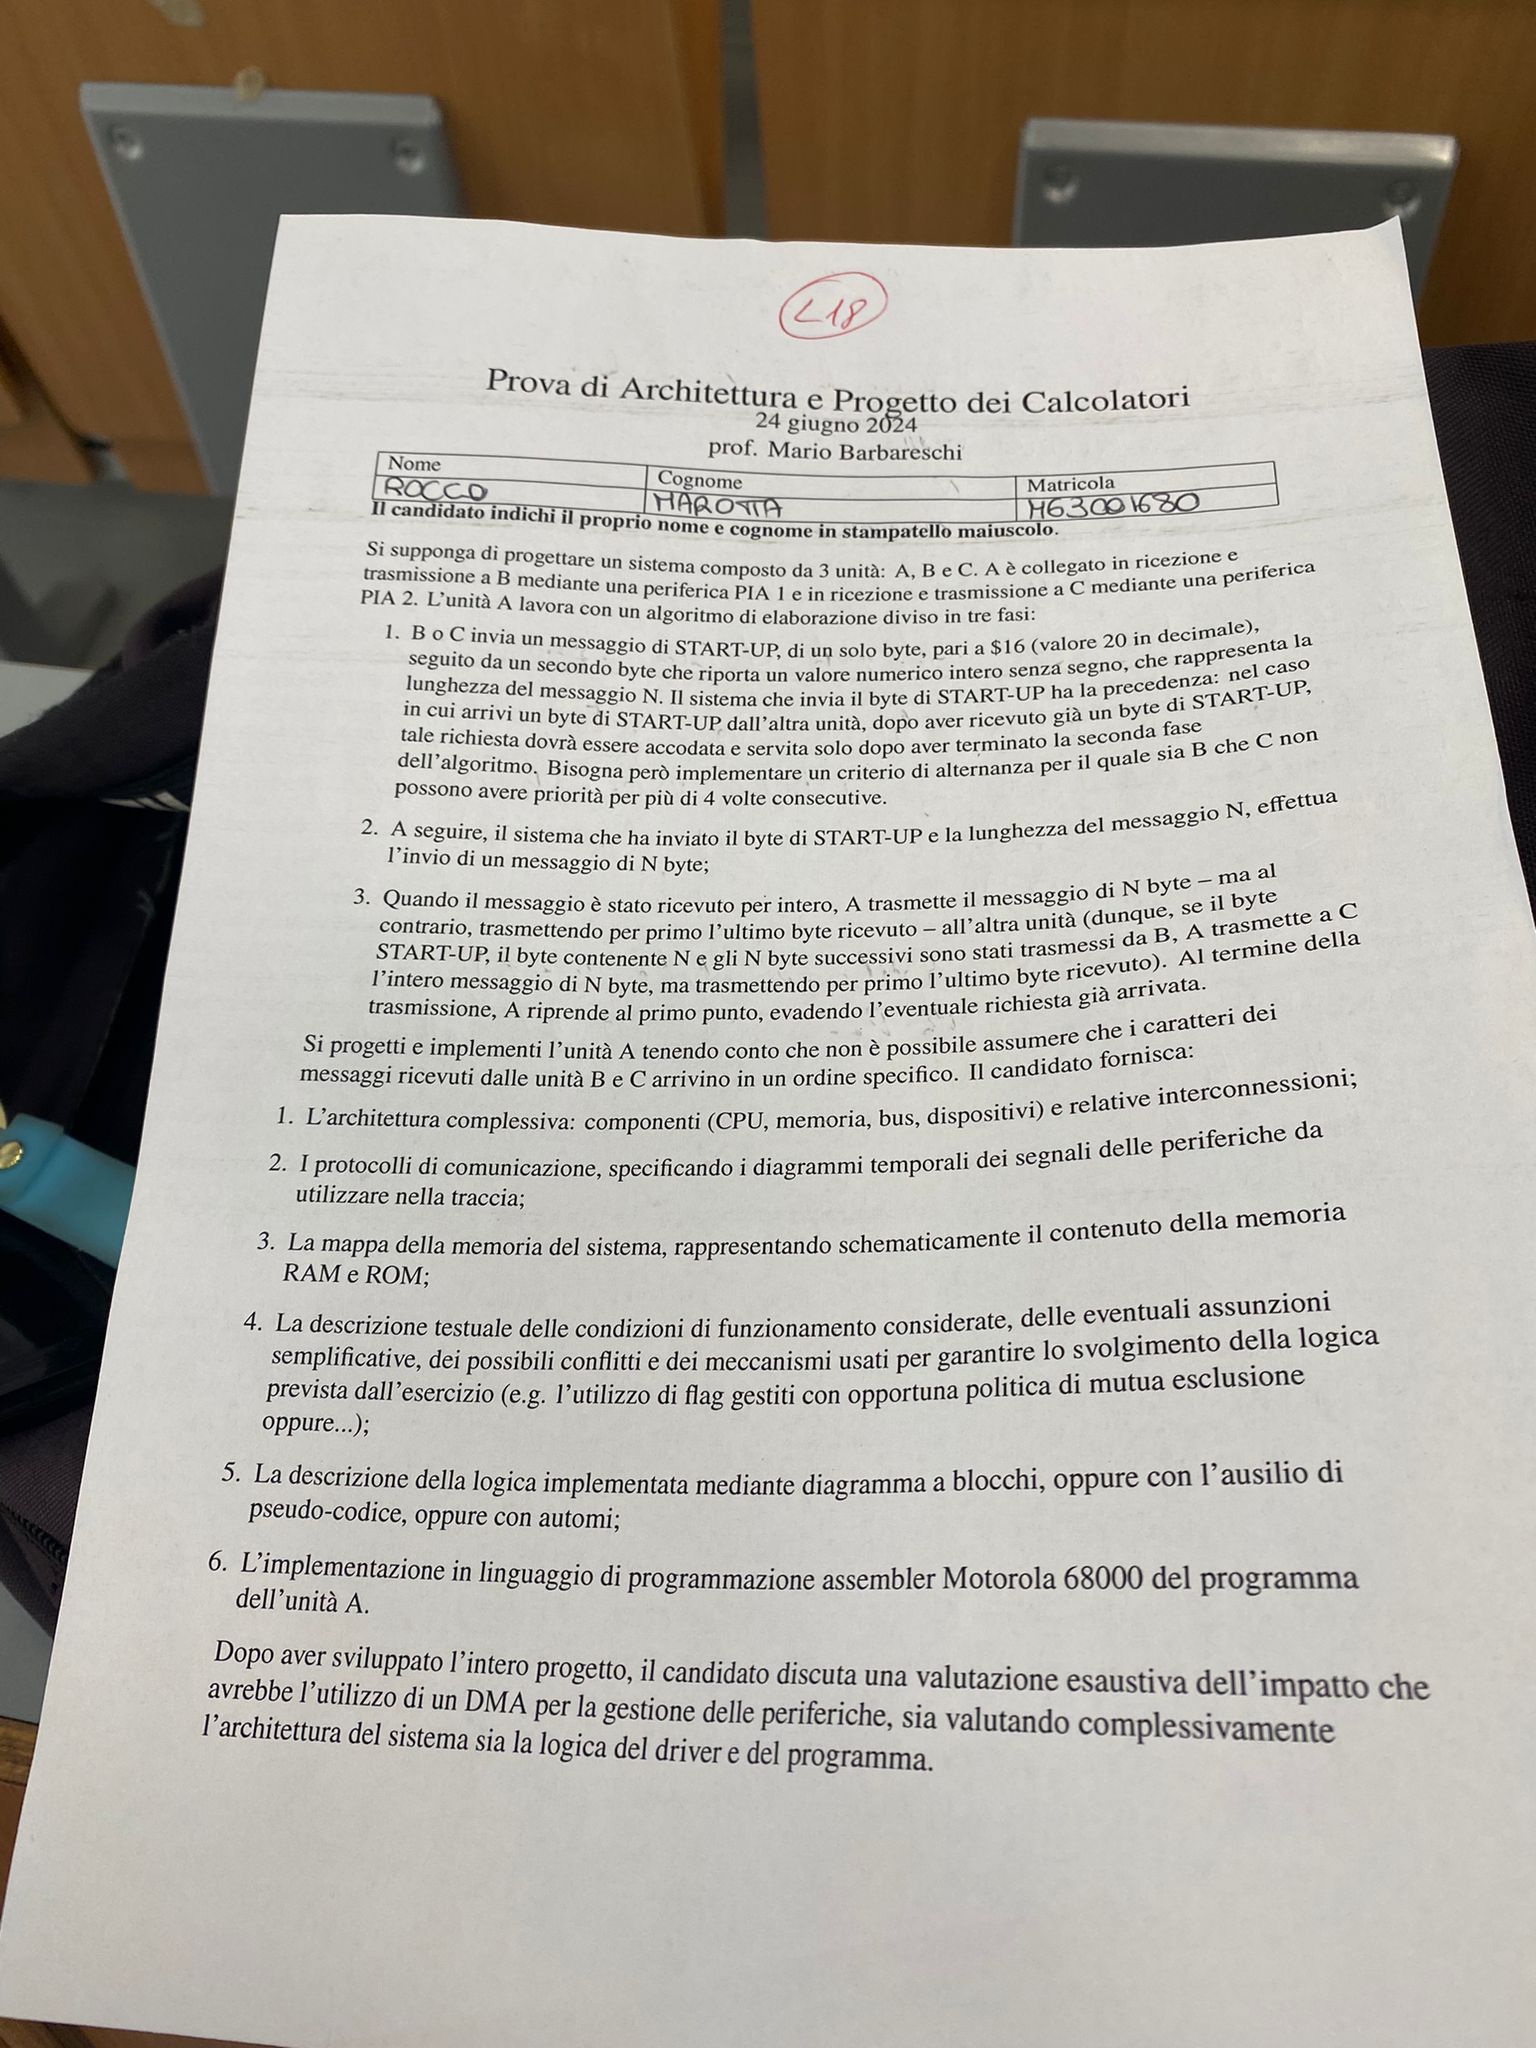 <18
Prova di Architettura e Progetto dei Calcolatori
24 giugno 2024
prof. Mario Barbareschi
Nome Cognome Matricola
ROCCO MAROTTA M63001680
Il candidato indichi il proprio nome e cognome in stampatello maiuscolo.
Si supponga di progettare un sistema composto da 3 unità: A, B e C. A è collegato in ricezione e
trasmissione a B mediante una periferica PIA 1 e in ricezione e trasmissione a C mediante una periferica
PIA 2. L'unità A lavora con un algoritmo di elaborazione diviso in tre fasi:
1. B o C invia un messaggio di START-UP, di un solo byte, pari a $16 (valore 20 in decimale),
seguito da un secondo byte che riporta un valore numerico intero senza segno, che rappresenta la
lunghezza del messaggio N. Il sistema che invia il byte di START-UP ha la precedenza: nel caso
in cui arrivi un byte di START-UP dall'altra unità, dopo aver ricevuto già un byte di START-UP,
tale richiesta dovrà essere accodata e servita solo dopo aver terminato la seconda fase
dell'algoritmo. Bisogna però implementare un criterio di alternanza per il quale sia B che C non
possono avere priorità per più di 4 volte consecutive.
2. A seguire, il sistema che ha inviato il byte di START-UP e la lunghezza del messaggio N, effettua
l'invio di un messaggio di N byte;
3. Quando il messaggio è stato ricevuto per intero, A trasmette il messaggio di N byte – ma al
contrario, trasmettendo per primo l'ultimo byte ricevuto – all'altra unità (dunque, se il byte
START-UP, il byte contenente N e gli N byte successivi sono stati trasmessi da B, A trasmette a C
l'intero messaggio di N byte, ma trasmettendo per primo l'ultimo byte ricevuto). Al termine della
trasmissione, A riprende al primo punto, evadendo l'eventuale richiesta già arrivata.
Si progetti e implementi l'unità A tenendo conto che non è possibile assumere che i caratteri dei
messaggi ricevuti dalle unità B e C arrivino in un ordine specifico. Il candidato fornisca:
1. L'architettura complessiva: componenti (CPU, memoria, bus, dispositivi) e relative interconnessioni;
2. I protocolli di comunicazione, specificando i diagrammi temporali dei segnali delle periferiche da
utilizzare nella traccia;
3. La mappa della memoria del sistema, rappresentando schematicamente il contenuto della memoria
RAM e ROM;
4. La descrizione testuale delle condizioni di funzionamento considerate, delle eventuali assunzioni
semplificative, dei possibili conflitti e dei meccanismi usati per garantire lo svolgimento della logica
prevista dall'esercizio (e.g. l'utilizzo di flag gestiti con opportuna politica di mutua esclusione
oppure...);
5. La descrizione della logica implementata mediante diagramma a blocchi, oppure con l'ausilio di
pseudo-codice, oppure con automi;
6. L'implementazione in linguaggio di programmazione assembler Motorola 68000 del programma
dell'unità A.
Dopo aver sviluppato l'intero progetto, il candidato discuta una valutazione esaustiva dell'impatto che
avrebbe l'utilizzo di un DMA per la gestione delle periferiche, sia valutando complessivamente
l'architettura del sistema sia la logica del driver e del programma.